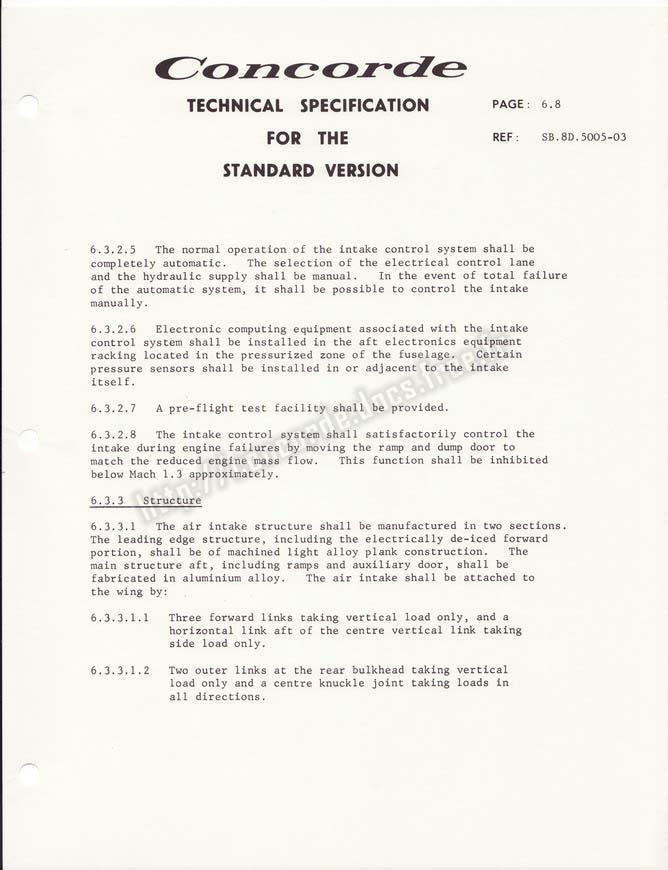 Concorde
TECHNICAL SPECIFICATION
FOR THE
STANDARD VERSION
PAGE: 6.8
REF: SB.8D.5005-03
6.3.2.5 The normal operation of the intake control system shall be
completely automatic. The selection of the electrical control lane
and the hydraulic supply shall be manual. In the event of total failure
of the automatic system, it shall be possible to control the intake
manually.
6.3.2.6 Electronic computing equipment associated with the intake
control system shall be installed in the aft electronics equipment
racking located in the pressurized zone of the fuselage. Certain
pressure sensors shall be installed in or adjacent to the intake
itself.
6.3.2.7 A pre-flight test facility shall be provided.
6.3.2.8 The intake control system shall satisfactorily control the
intake during engine failures by moving the ramp and dump door to
match the reduced engine mass flow. This function shall be inhibited
below Mach 1.3 approximately.
6.3.3 Structure
6.3.3.1 The air intake structure shall be manufactured in two sections.
The leading edge structure, including the electrically de-iced forward
portion, shall be of machined light alloy plank construction. The
main structure aft, including ramps and auxiliary door, shall be
fabricated in aluminium alloy. The air intake shall be attached to
the wing by:
6.3.3.1.1 Three forward links taking vertical load only, and a
horizontal link aft of the centre vertical link taking
side load only.
6.3.3.1.2 Two outer links at the rear bulkhead taking vertical
load only and a centre knuckle joint taking loads in
all directions.